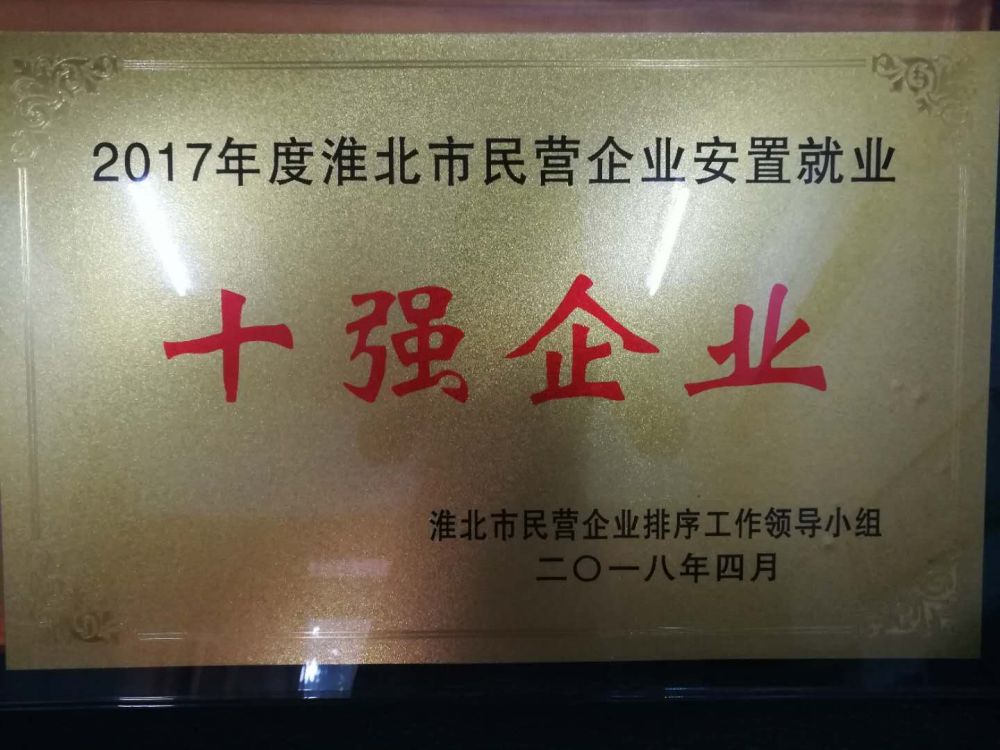 2017年度淮北市民营企业安置就业
十强企业
淮北市民营企业排序工作领导小组
二〇一八年四月